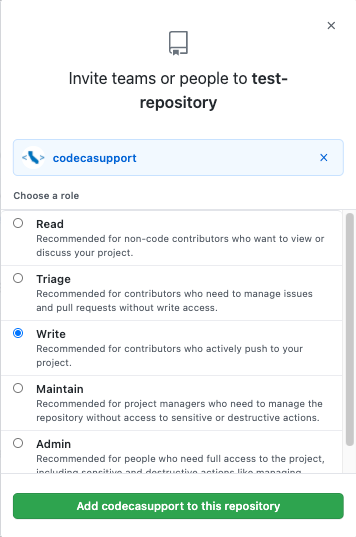 Invite teams or people to test-
repository
codecasupport
Choose a role
Read
Recommended for non-code contributors who want to view or
discuss your project.
Triage
Recommended for contributors who need to manage issues
and pull requests without write access.
Write
Recommended for contributors who actively push to your
project.
Maintain
Recommended for project managers who need to manage the
repository without access to sensitive or destructive actions.
Admin
Recommended for people who need full access to the project,
including sensitive and destructive actions like managing
Add codecasupport to this repository